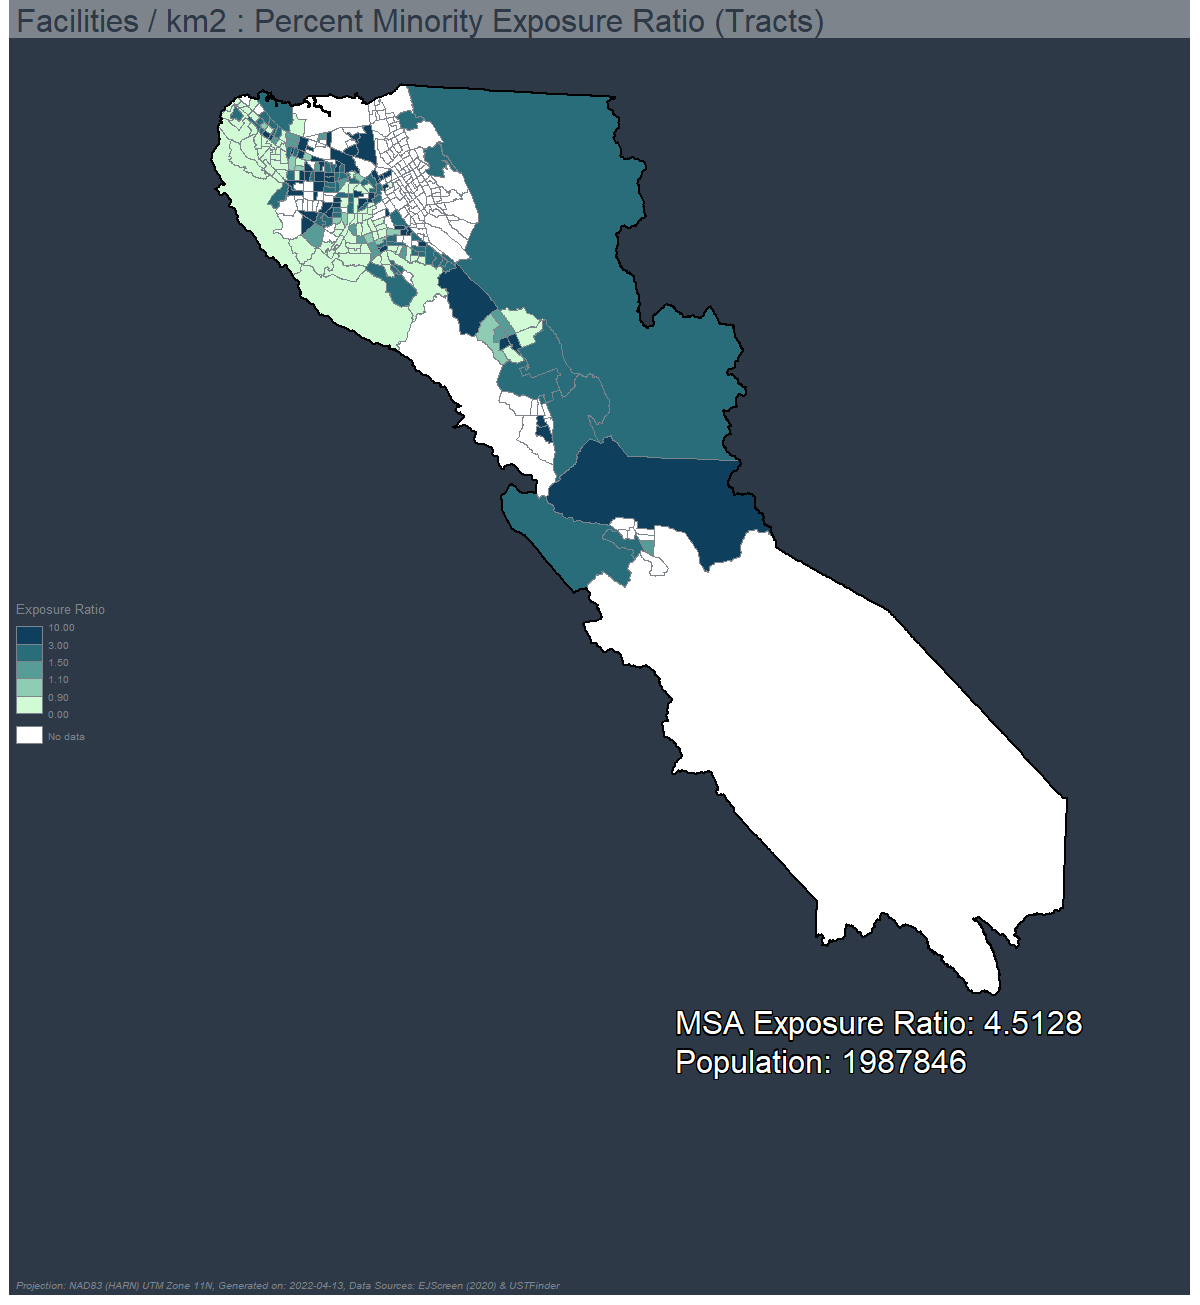 Facilities / km2 : Percent Minority Exposure Ratio (Tracts)
Exposure Ratio
10.00
3.00
1.50
1.10
0.90
0.00
No data
MSA Exposure Ratio: 4.5128
Population: 1987846
Projection: NAD83 (HARN) UTM Zone 11N, Generated on: 2022-04-13, Data Sources: EJScreen (2020) & USTFinder